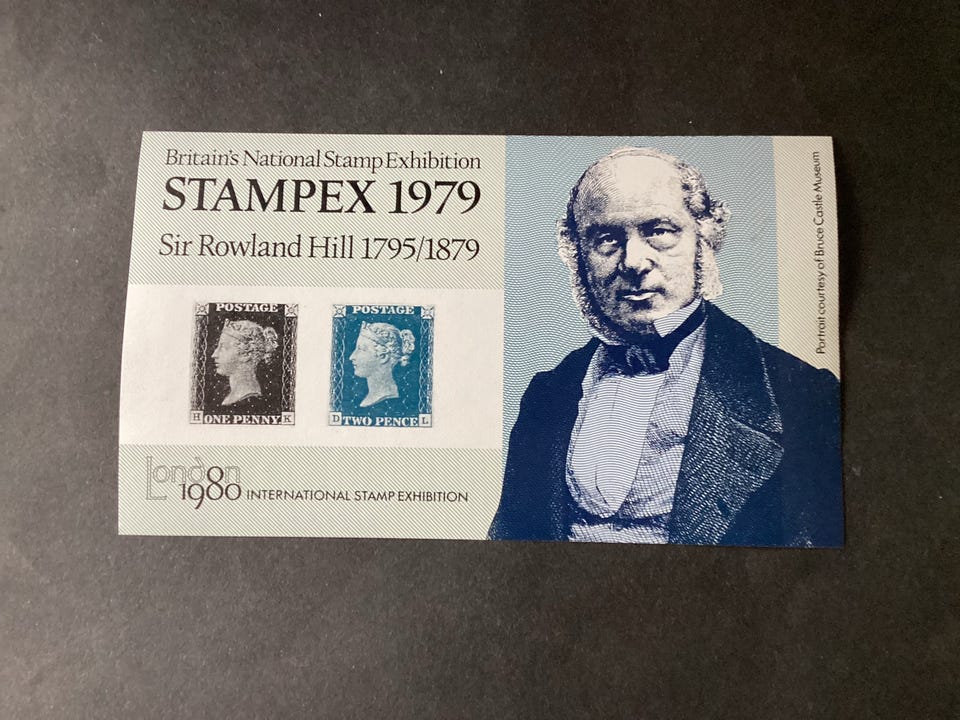 Britain's National Stamp Exhibition
STAMPEX 1979
Sir Rowland Hill 1795/1879
POSTAGE
H ONE PENNY K
POSTAGE
D TWO PENCE L
London
1980 INTERNATIONAL STAMP EXHIBITION
Portrait courtesy of Bruce Castle Museum